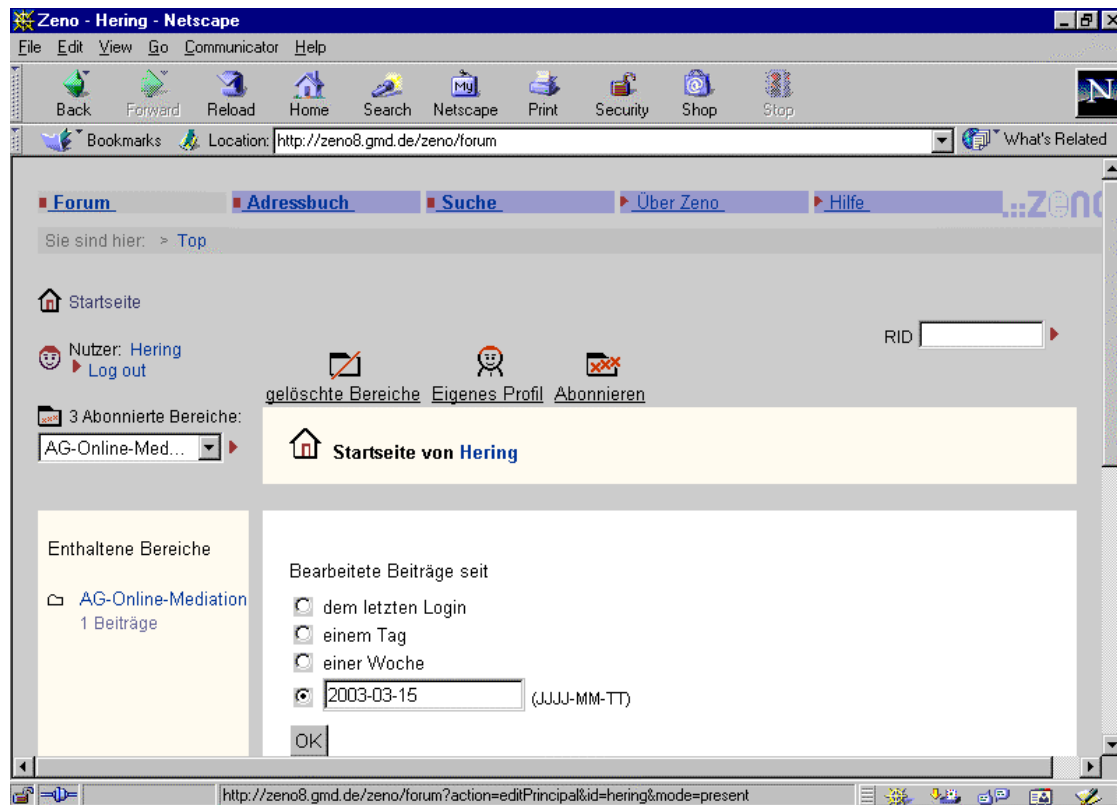 Zeno - Hering - Netscape
File Edit View Go Communicator Help
My
N
Back Forward Reload Home Search Netscape Print Security Shop Stop
Bookmarks Location: http://zeno8.gmd.de/zeno/forum What's Related
Forum Adressbuch Suche Über Zeno Hilfe .::zeno
Sie sind hier: > Top
Startseite
RID
Nutzer: Hering
Log out
gelöschte Bereiche Eigenes Profil Abonnieren
3 Abonnierte Bereiche:
AG-Online-Med...
Startseite von Hering
Enthaltene Bereiche
AG-Online-Mediation
1 Beiträge
Bearbeitete Beiträge seit
dem letzten Login
einem Tag
einer Woche
2003-03-15 (JJJJ-MM-TT)
OK
http://zeno8.gmd.de/zeno/forum?action=editPrincipal&id=hering&mode=present